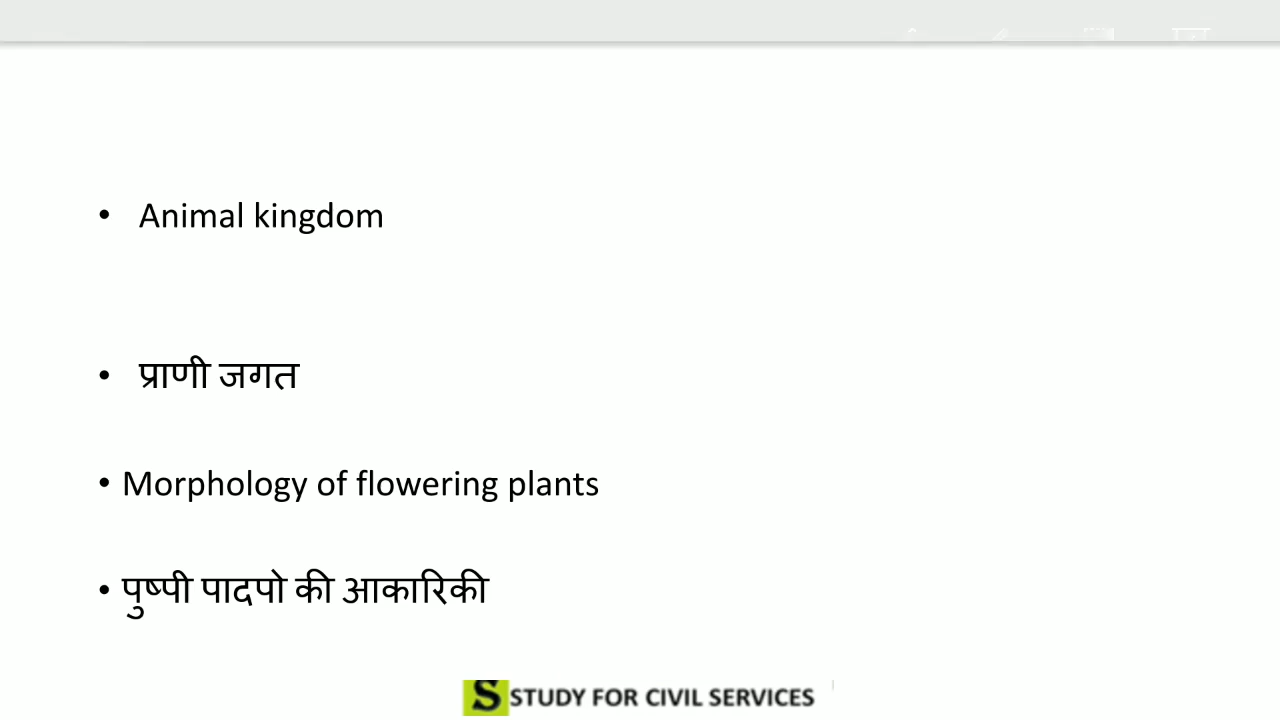 • Animal kingdom
• प्राणी जगत
• Morphology of flowering plants
• पुष्पी पादपो की आकारिकी
S STUDY FOR CIVIL SERVICES